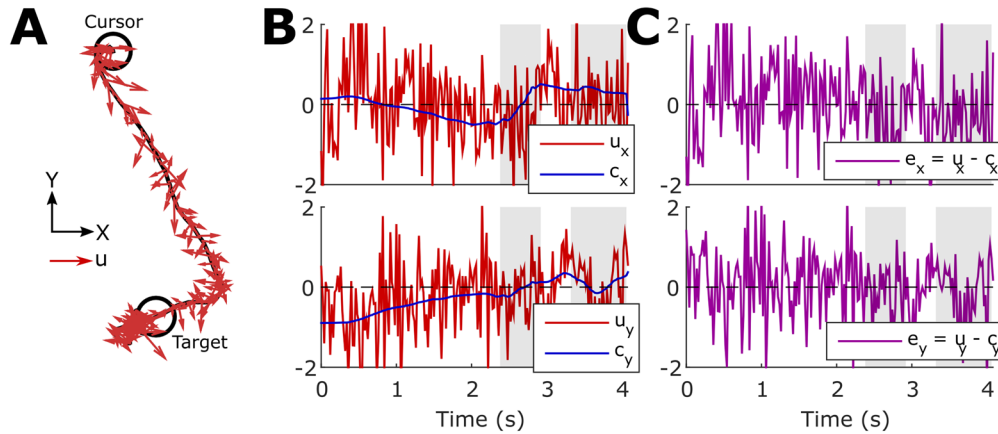 A
Cursor
Y
X
u
Target
B
2
0
-2
u_x
c_x
2
0
-2
u_y
c_y
0
1
2
3
4
Time (s)
C
2
0
-2
e_x = u_x - c_x
2
0
-2
e_y = u_y - c_y
0
1
2
3
4
Time (s)